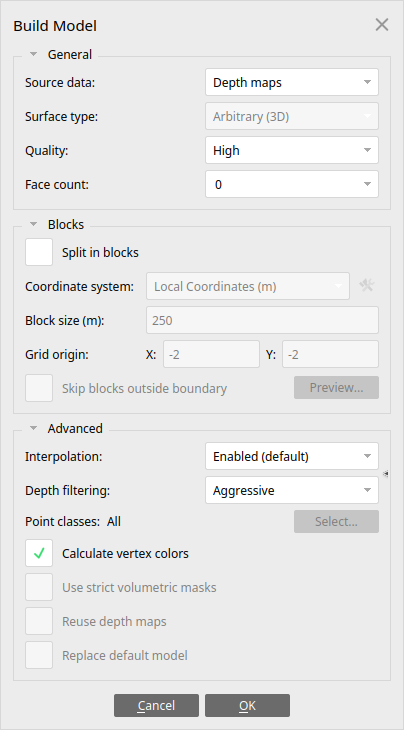 Build Model
General
Source data: Depth maps
Surface type: Arbitrary (3D)
Quality: High
Face count: 0
Blocks
Split in blocks
Coordinate system: Local Coordinates (m)
Block size (m): 250
Grid origin: X: -2 Y: -2
Skip blocks outside boundary Preview...
Advanced
Interpolation: Enabled (default)
Depth filtering: Aggressive
Point classes: All Select...
Calculate vertex colors
Use strict volumetric masks
Reuse depth maps
Replace default model
Cancel OK